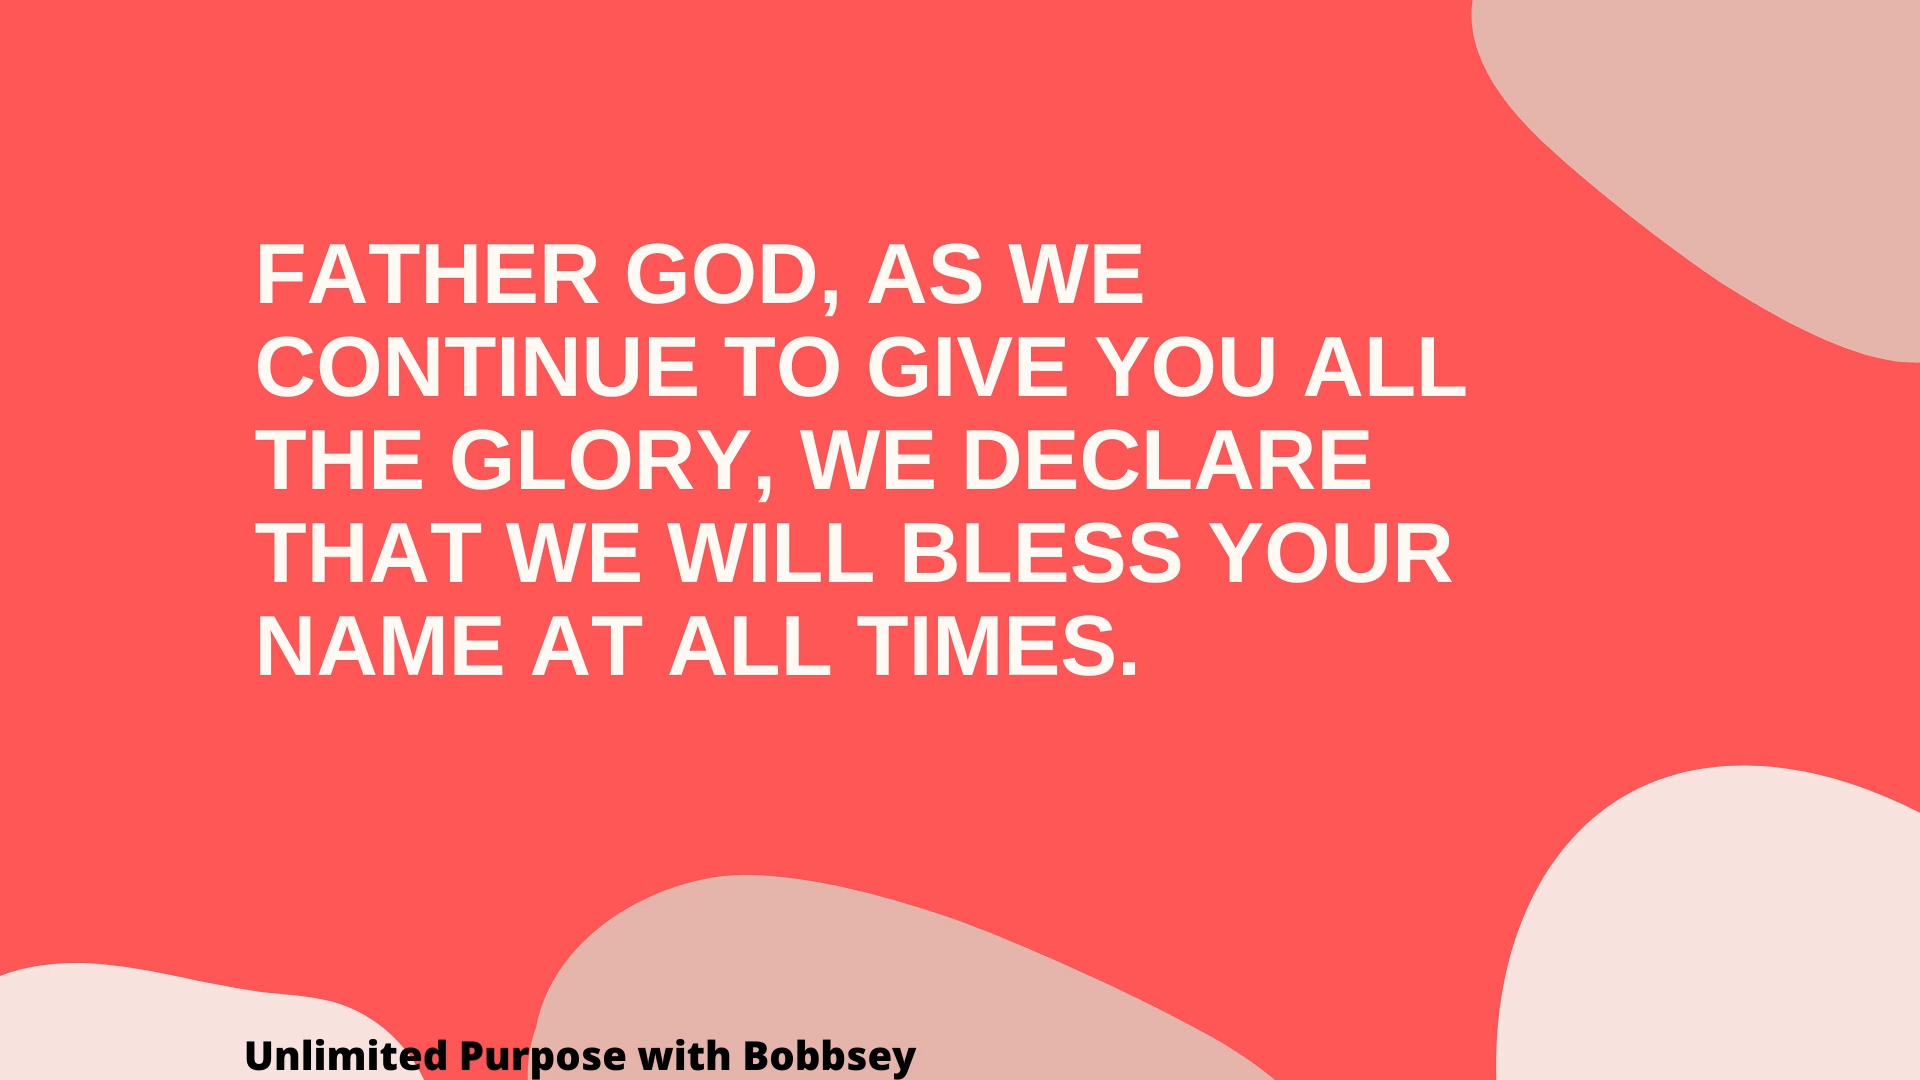 FATHER GOD, AS WE
CONTINUE TO GIVE YOU ALL
THE GLORY, WE DECLARE
THAT WE WILL BLESS YOUR
NAME AT ALL TIMES.
Unlimited Purpose with Bobbsey